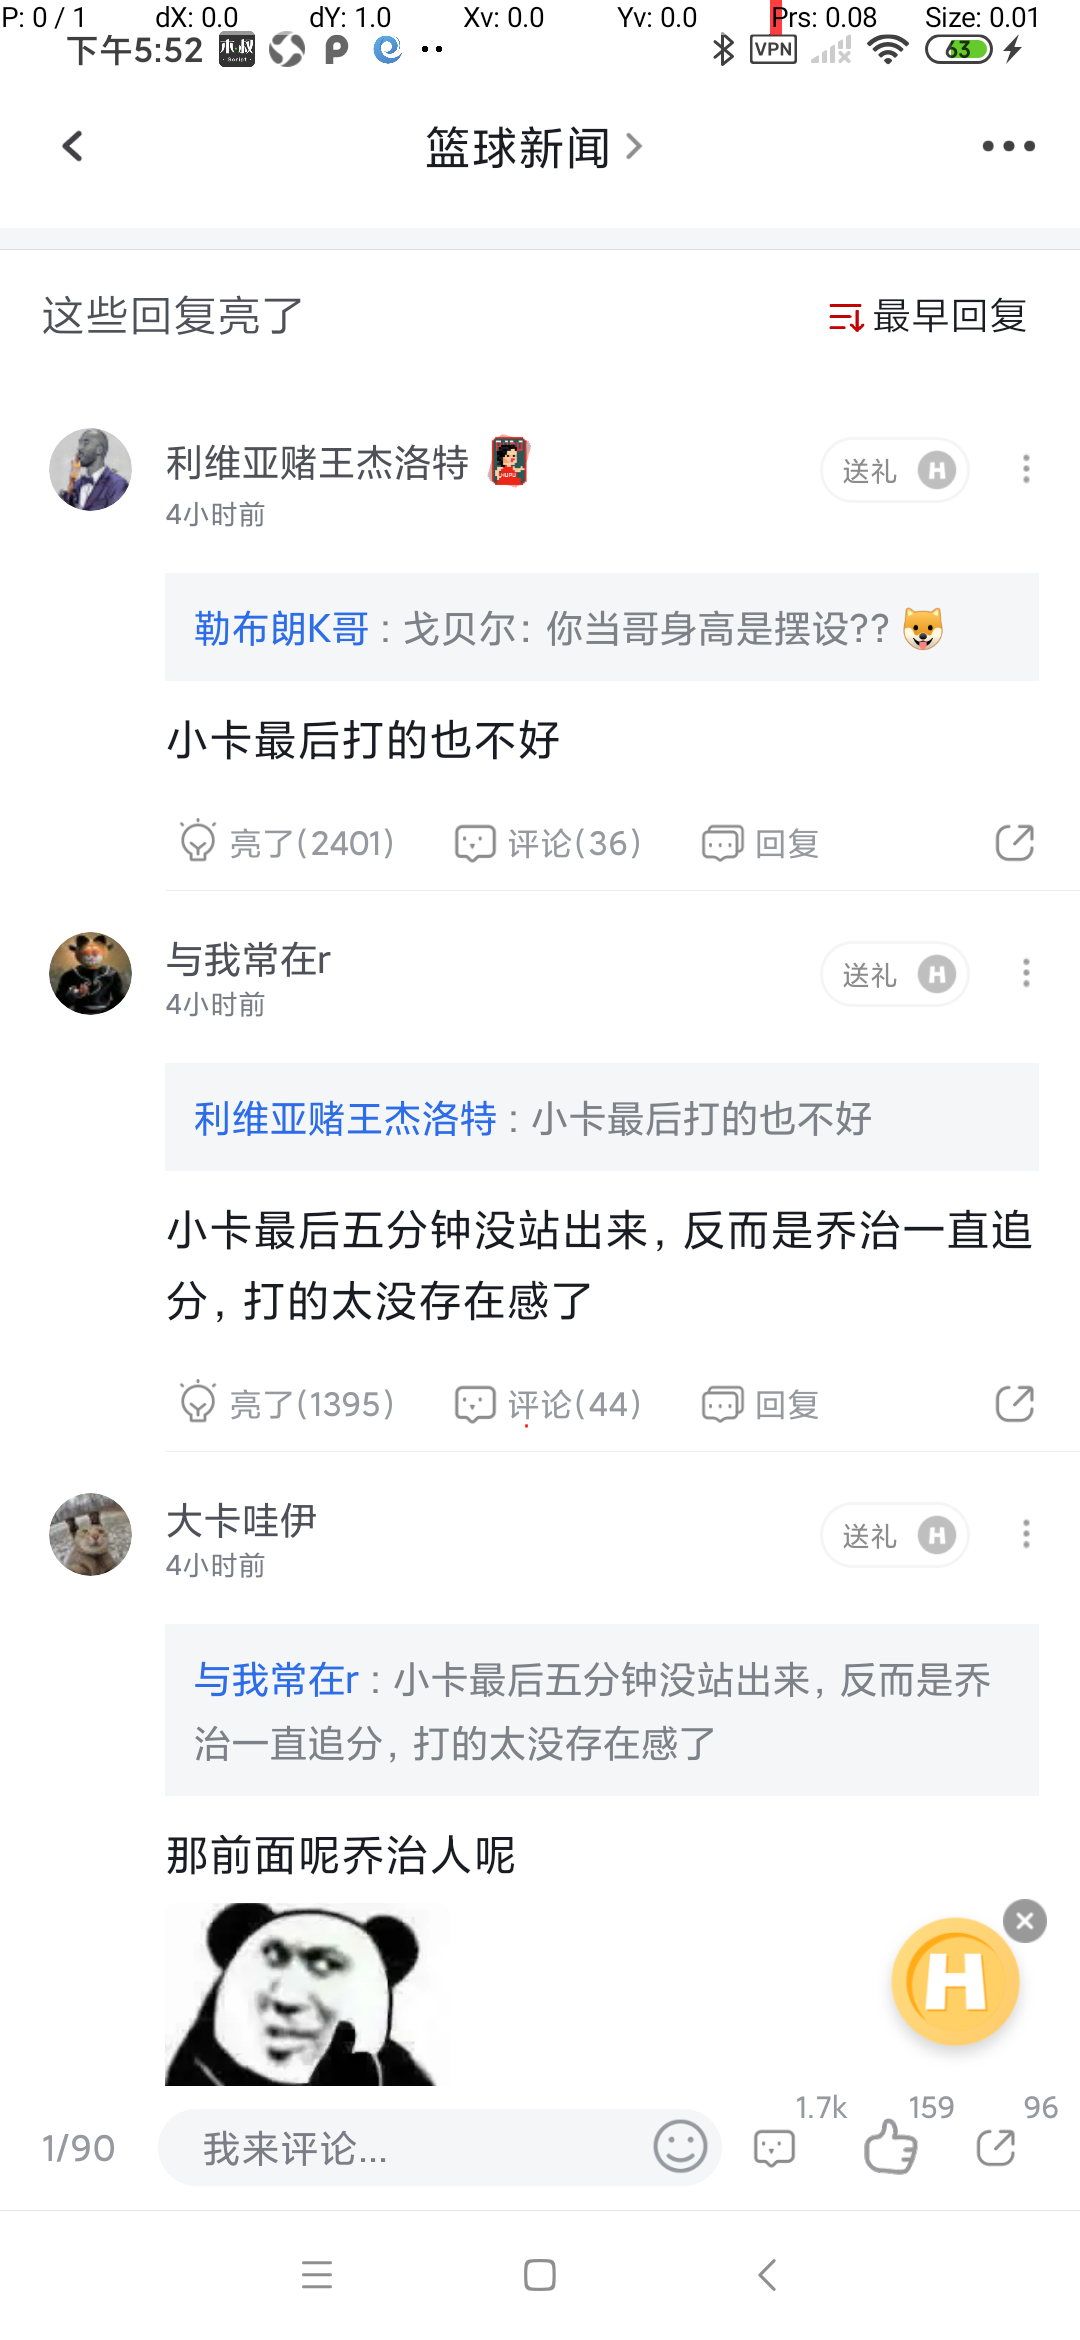 P: 0 / 1 dX: 0.0 dY: 1.0 Xv: 0.0 Yv: 0.0 Prs: 0.08 Size: 0.01
下午5:52 木叔 Script P e VPN 63
篮球新闻
这些回复亮了 最早回复
利维亚赌王杰洛特 送礼 H
4小时前
勒布朗K哥 : 戈贝尔：你当哥身高是摆设??
小卡最后打的也不好
亮了(2401) 评论(36) 回复
与我常在r 送礼 H
4小时前
利维亚赌王杰洛特 : 小卡最后打的也不好
小卡最后五分钟没站出来，反而是乔治一直追
分，打的太没存在感了
亮了(1395) 评论(44) 回复
大卡哇伊 送礼 H
4小时前
与我常在r : 小卡最后五分钟没站出来，反而是乔
治一直追分，打的太没存在感了
那前面呢乔治人呢
H
1/90 我来评论... 1.7k 159 96